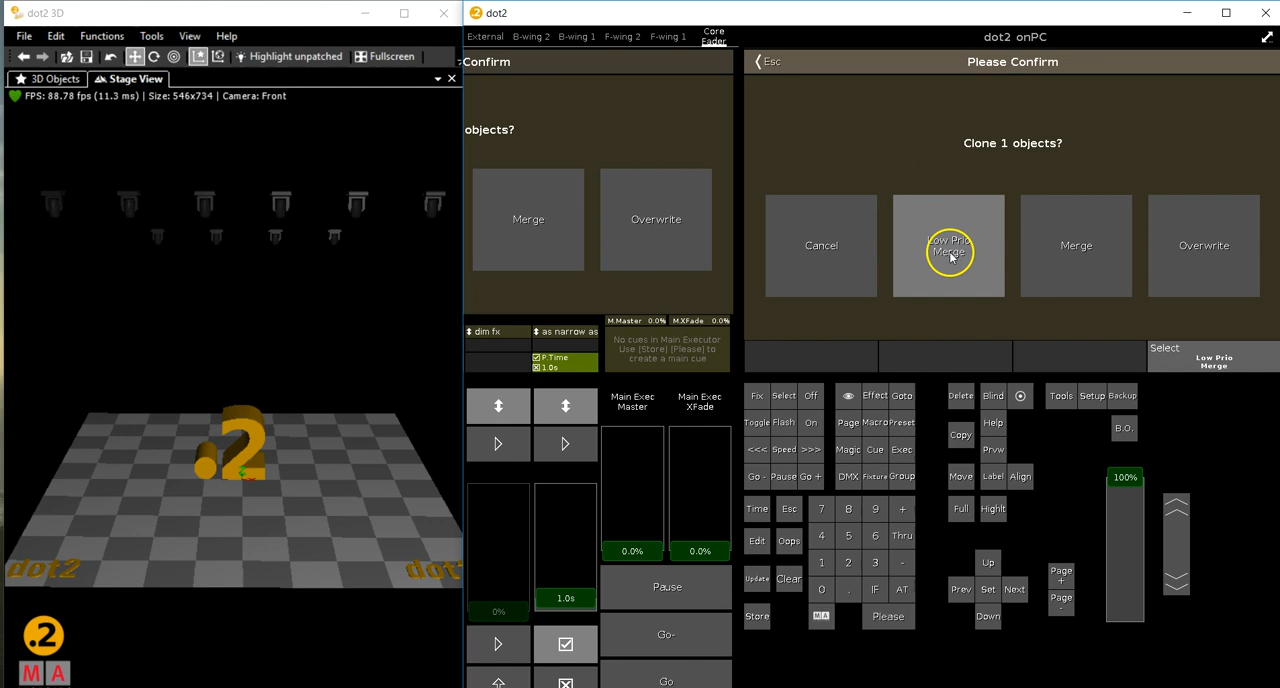 dot2 3D
File Edit Functions Tools View Help
Highlight unpatched Fullscreen
3D Objects Stage View
FPS: 88.78 fps (11.3 ms) | Size: 546x734 | Camera: Front
.2
dot2
dot
.2
MA
dot2
External B-wing 2 B-wing 1 F-wing 2 F-wing 1 Core Fader
Confirm
objects?
Merge Overwrite
dim fx as narrow as
P.Time
1.0s
M.Master 0.0% M.XFade 0.0%
No cues in Main Executor
Use [Store] [Please] to
create a main cue
Main Exec
Master
Main Exec
XFade
0.0% 0.0%
0% 1.0s
Pause
Go-
Go
dot2 onPC
Esc Please Confirm
Clone 1 objects?
Cancel Low Prio
Merge Merge Overwrite
Select
Low Prio
Merge
Fix Select Off Effect Goto Delete Blind Tools Setup Backup
Toggle Flash On Page Macro Preset Copy Help B.O.
<<< Speed >>> Magic Cue Exec Prvw
Go - Pause Go + DMX Fixture Group Move Label Align 100%
Time Esc 7 8 9 + Full Highlt
Edit Oops 4 5 6 Thru
Update Clear 1 2 3 - Up
0 . IF AT Prev Set Next
Page
+
Page
-
Store MA Please Down